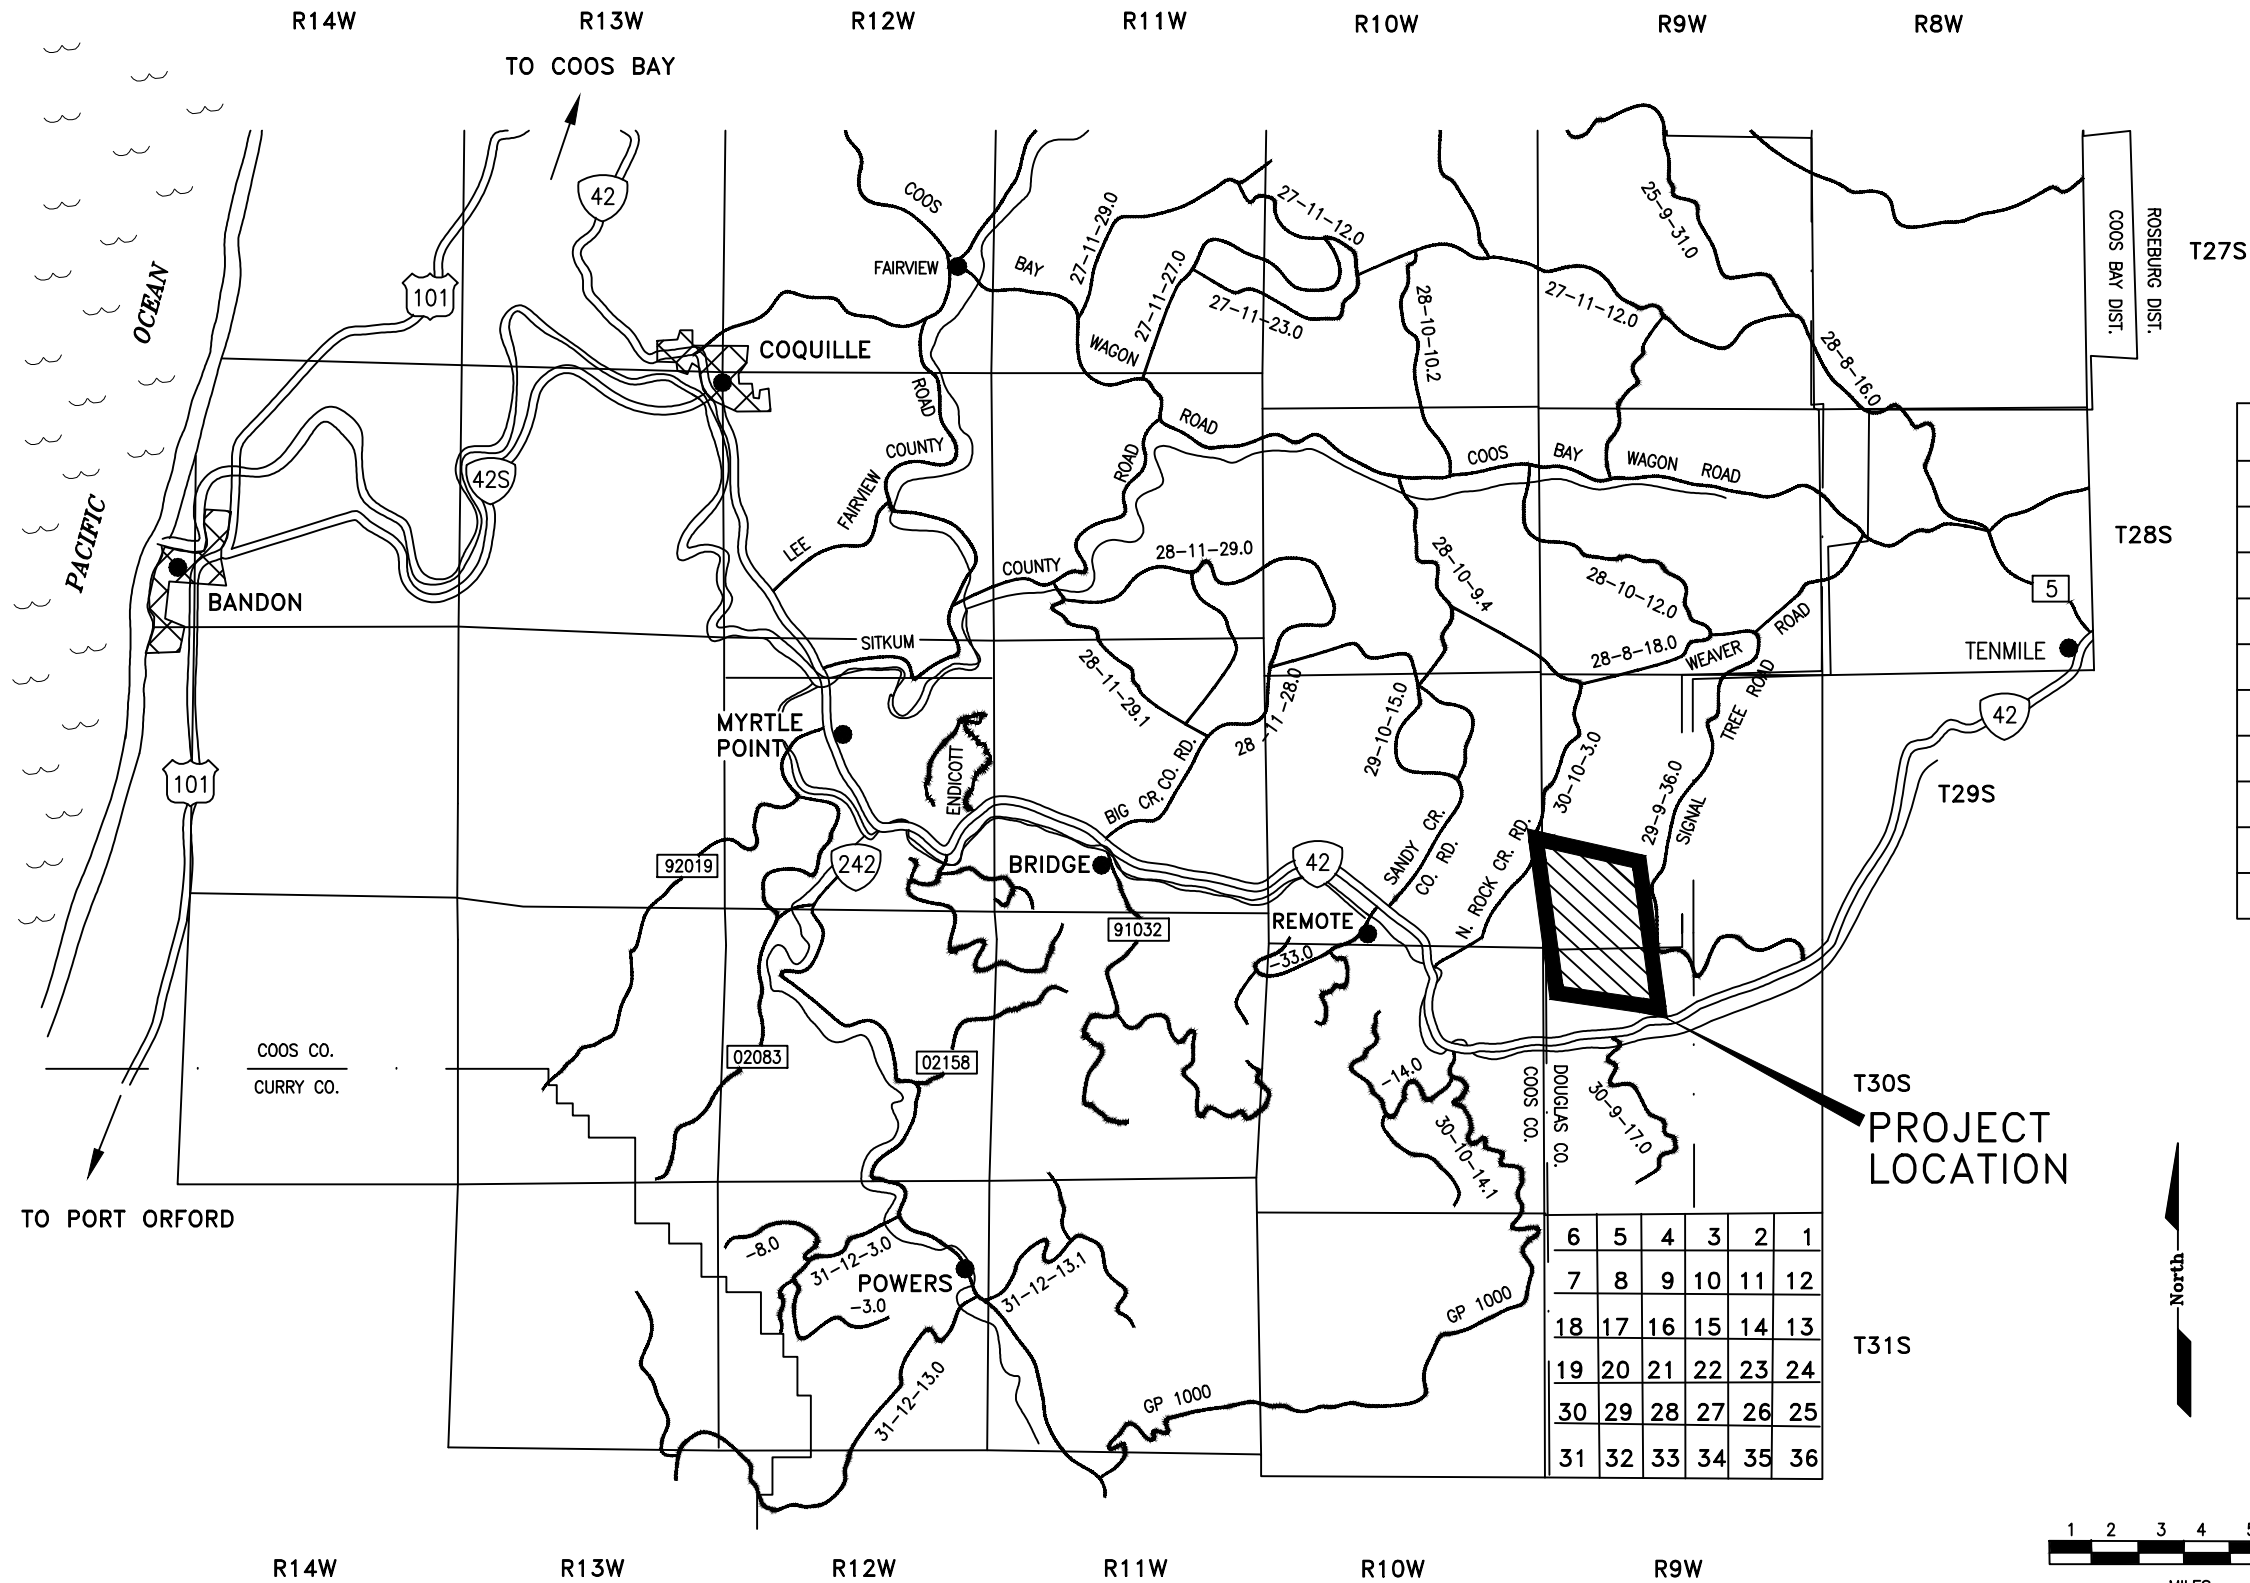 R14W
R13W
R12W
R11W
R10W
R9W
R8W
TO COOS BAY
42
101
COOS
FAIRVIEW
BAY
27-11-29.0
27-11-12.0
27-11-27.0
27-11-23.0
WAGON
28-10-10.2
25-9-31.0
27-11-12.0
28-8-16.0
ROSEBURG DIST.
COOS BAY DIST.
T27S
PACIFIC OCEAN
COQUILLE
ROAD
COUNTY
FAIRVIEW
LEE
ROAD
ROAD
COOS BAY WAGON ROAD
42S
BANDON
COUNTY
28-11-29.0
28-10-9.4
28-10-12.0
T28S
5
TENMILE
SITKUM
28-11-29.1
28-11-28.0
28-8-18.0
WEAVER
ROAD
MYRTLE
POINT
ENDICOTT
BIG CR. CO. RD.
29-10-15.0
30-10-3.0
TREE ROAD
29-9-36.0
SIGNAL
42
T29S
101
92019
242
BRIDGE
42
SANDY CR.
CO. RD.
N. ROCK CR. RD.
91032
REMOTE
-33.0
COOS CO.
CURRY CO.
02083
02158
-14.0
30-10-14.1
DOUGLAS CO.
COOS CO.
30-9-17.0
T30S
PROJECT
LOCATION
TO PORT ORFORD
-8.0
31-12-3.0
POWERS
-3.0
31-12-13.1
31-12-13.0
GP 1000
GP 1000
6 5 4 3 2 1
7 8 9 10 11 12
18 17 16 15 14 13
19 20 21 22 23 24
30 29 28 27 26 25
31 32 33 34 35 36
T31S
North
1 2 3 4
R14W
R13W
R12W
R11W
R10W
R9W